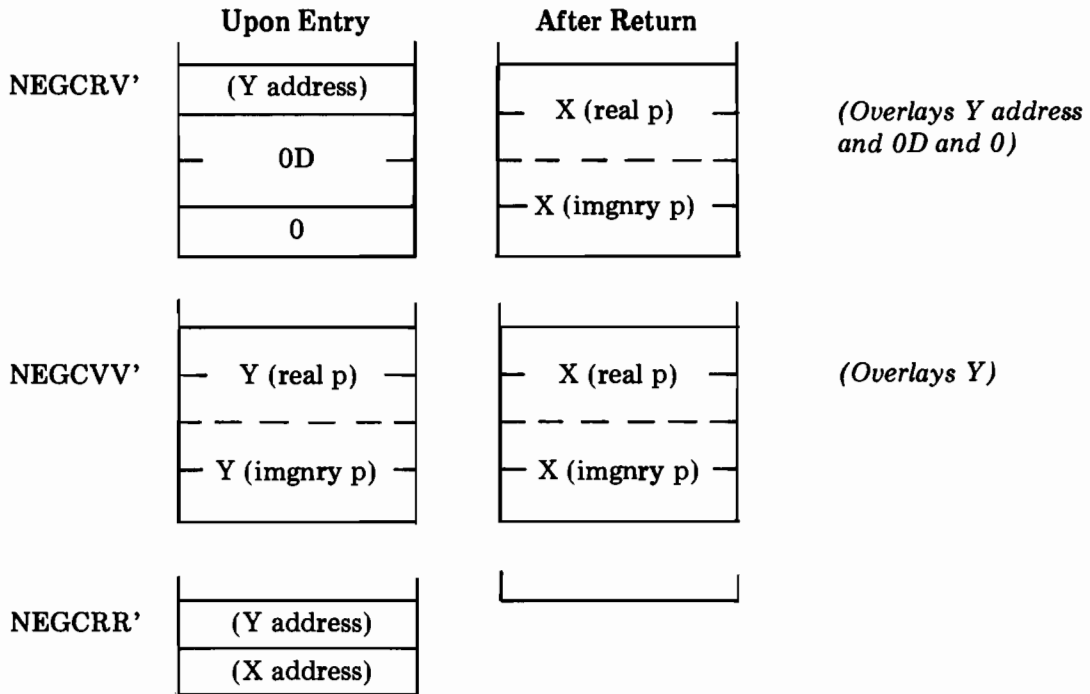 Upon Entry After Return
NEGCRV’ (Y address) X (real p) (Overlays Y address
and 0D and 0)
0D
X (imgnry p)
0
NEGCVV’ Y (real p) X (real p) (Overlays Y)
Y (imgnry p) X (imgnry p)
NEGCRR’ (Y address)
(X address)